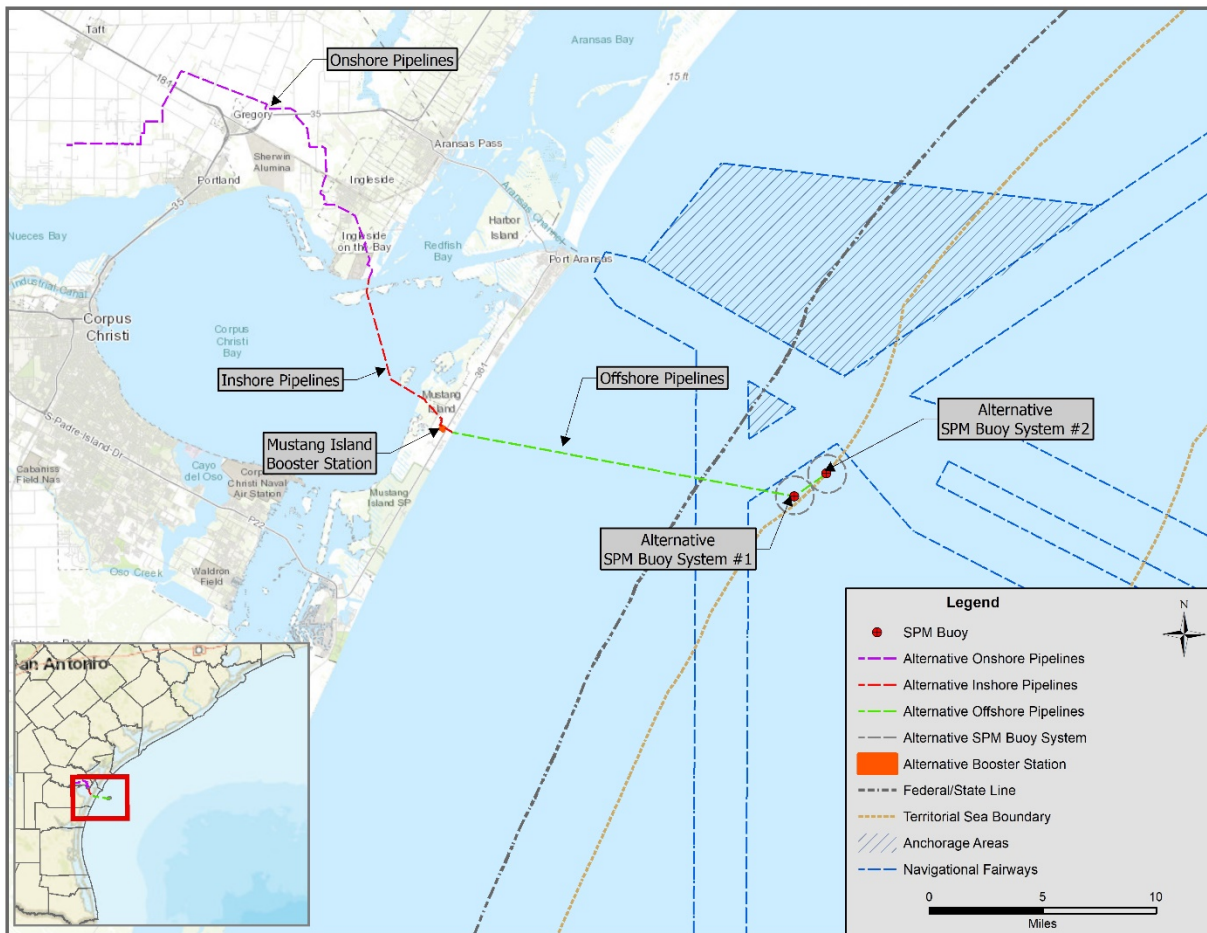 Taft
Onshore Pipelines
Aransas Bay
15 ft
181
Gregory
35
Aransas Pass
Sherwin
Alumina
Portland
Ingleside
35
Aransas Channel
Harbor
Island
Nueces Bay
Ingleside
on the Bay
Redfish
Bay
Port Aransas
Industrial Canal
Corpus
Christi
Corpus
Christi
Bay
361
Inshore Pipelines
Offshore Pipelines
Mustang
Island
Alternative
SPM Buoy System #2
S-Padre-Island-Dr
Mustang Island
Booster Station
Cabaniss
Field Nas
Cayo
del Oso
Corpus
Christi Naval
Air Station
Mustang
Island SP
P22
Alternative
SPM Buoy System #1
Oso Creek
Waldron
Field
an Antonio
Legend
N
SPM Buoy
Alternative Onshore Pipelines
Alternative Inshore Pipelines
Alternative Offshore Pipelines
Alternative SPM Buoy System
Alternative Booster Station
Federal/State Line
Territorial Sea Boundary
Anchorage Areas
Navigational Fairways
0 5 10
Miles